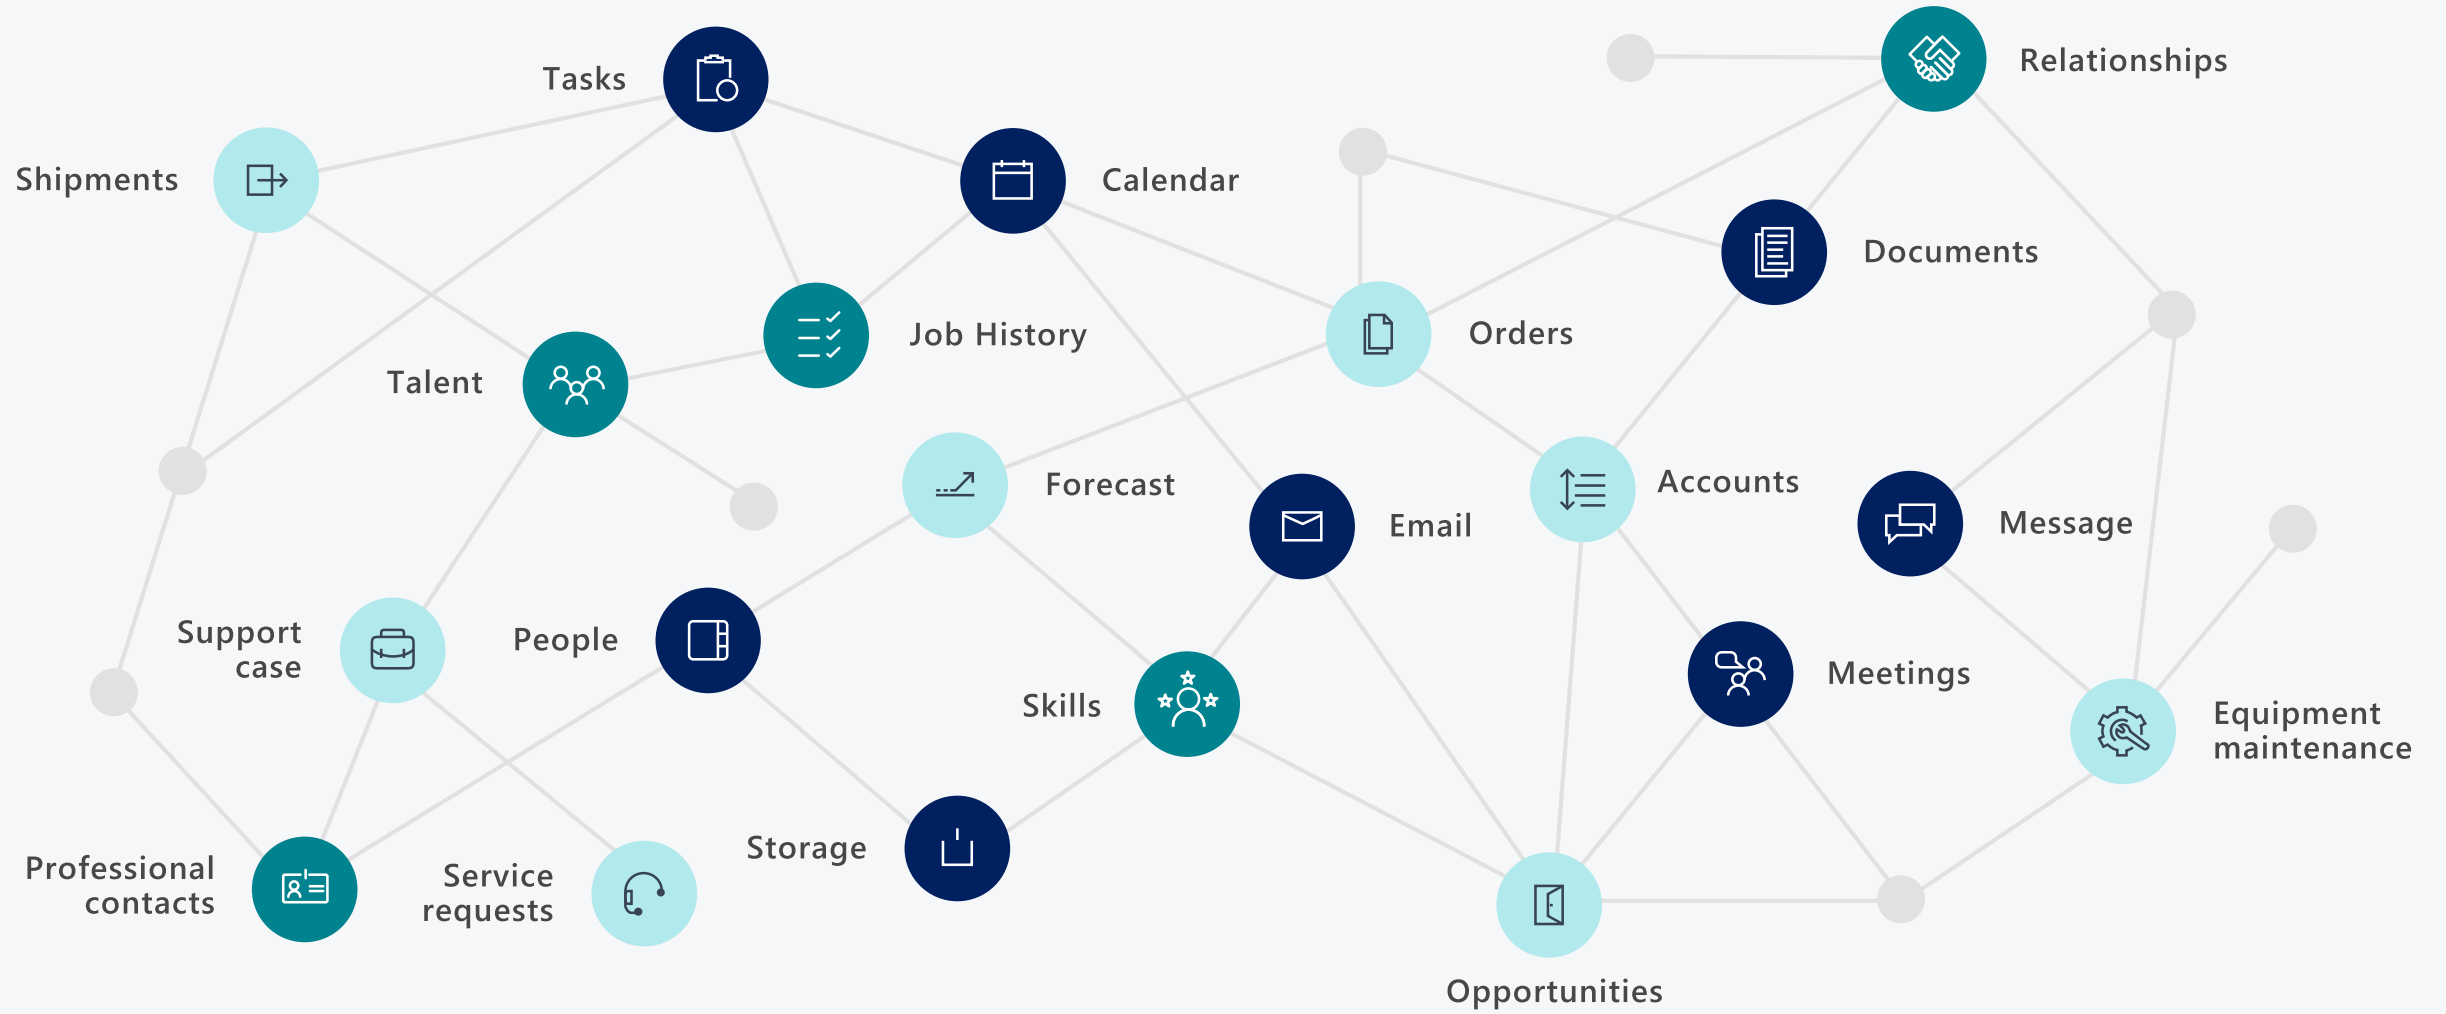 Relationships
Tasks
Shipments
Calendar
Documents
Job History
Orders
Talent
Forecast
Accounts
Email
Message
Support
case
People
Meetings
Skills
Equipment
maintenance
Storage
Professional
contacts
Service
requests
Opportunities